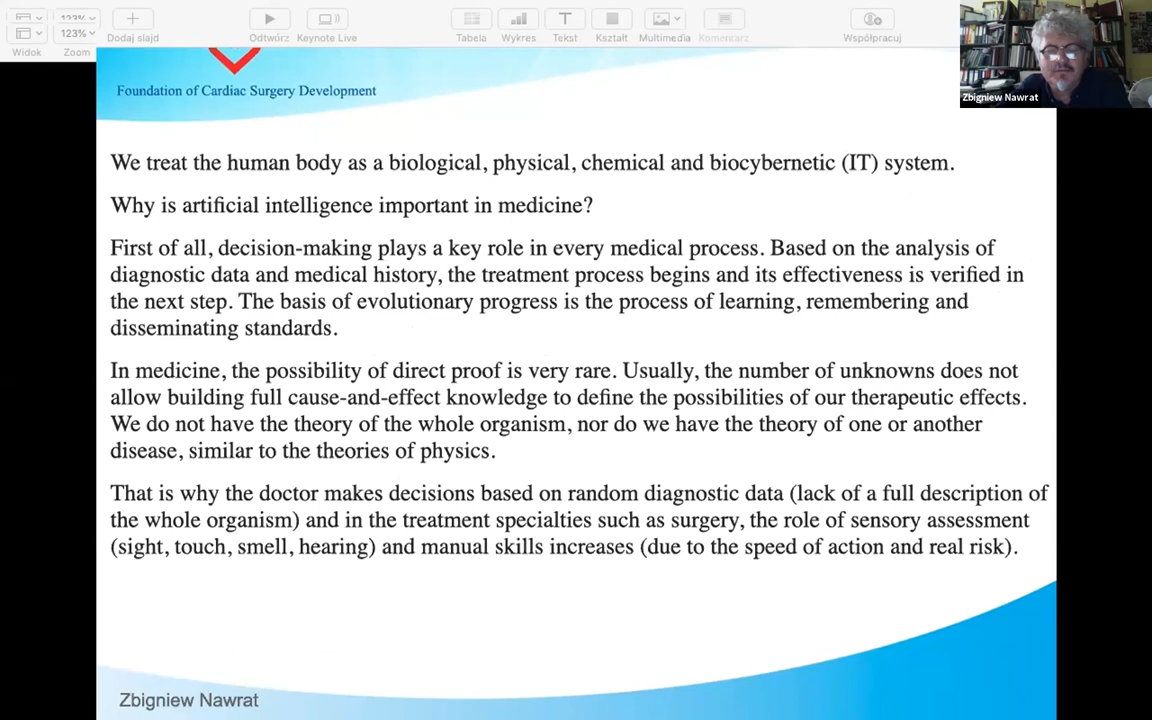 123%
123%
Widok
Zoom
Dodaj slajd
Odtwórz
Keynote Live
Tabela
Wykres
Tekst
Kształt
Multimedia
Komentarz
Współpracuj
Zbigniew Nawrat
Foundation of Cardiac Surgery Development
We treat the human body as a biological, physical, chemical and biocybernetic (IT) system.
Why is artificial intelligence important in medicine?
First of all, decision-making plays a key role in every medical process. Based on the analysis of
diagnostic data and medical history, the treatment process begins and its effectiveness is verified in
the next step. The basis of evolutionary progress is the process of learning, remembering and
disseminating standards.
In medicine, the possibility of direct proof is very rare. Usually, the number of unknowns does not
allow building full cause-and-effect knowledge to define the possibilities of our therapeutic effects.
We do not have the theory of the whole organism, nor do we have the theory of one or another
disease, similar to the theories of physics.
That is why the doctor makes decisions based on random diagnostic data (lack of a full description of
the whole organism) and in the treatment specialties such as surgery, the role of sensory assessment
(sight, touch, smell, hearing) and manual skills increases (due to the speed of action and real risk).
Zbigniew Nawrat